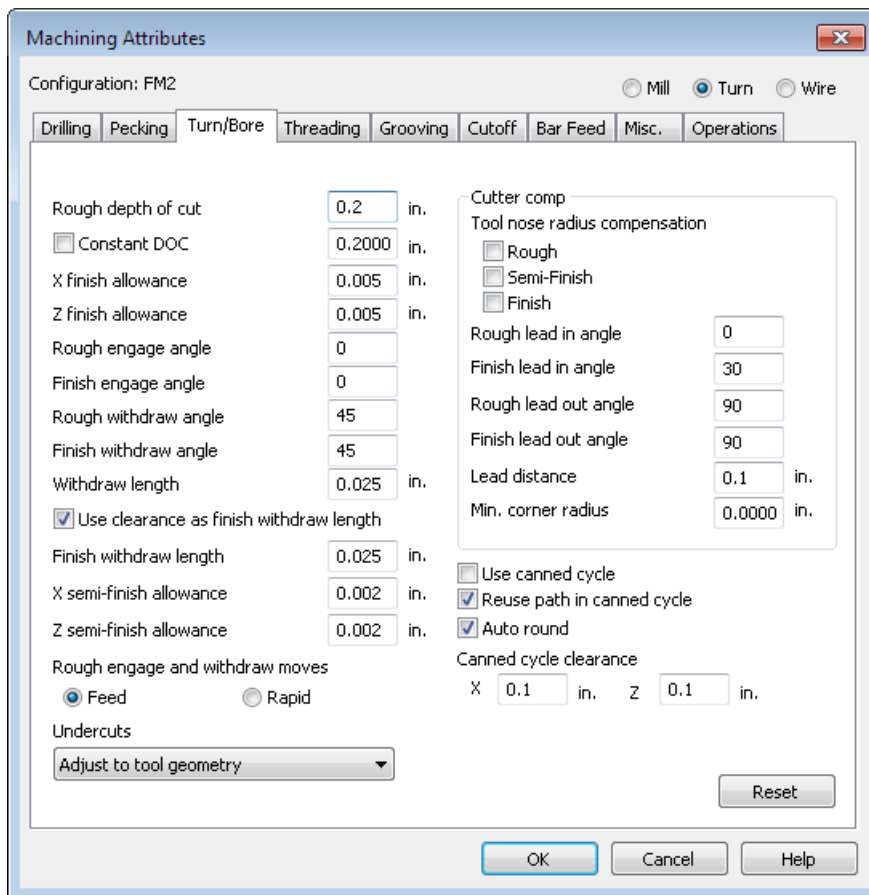 Machining Attributes
Configuration: FM2
Mill Turn Wire
Drilling Pecking Turn/Bore Threading Grooving Cutoff Bar Feed Misc. Operations
Rough depth of cut 0.2 in.
Constant DOC 0.2000 in.
X finish allowance 0.005 in.
Z finish allowance 0.005 in.
Rough engage angle 0
Finish engage angle 0
Rough withdraw angle 45
Finish withdraw angle 45
Withdraw length 0.025 in.
Use clearance as finish withdraw length
Finish withdraw length 0.025 in.
X semi-finish allowance 0.002 in.
Z semi-finish allowance 0.002 in.
Rough engage and withdraw moves
Feed Rapid
Undercuts
Adjust to tool geometry
Cutter comp
Tool nose radius compensation
Rough
Semi-Finish
Finish
Rough lead in angle 0
Finish lead in angle 30
Rough lead out angle 90
Finish lead out angle 90
Lead distance 0.1 in.
Min. corner radius 0.0000 in.
Use canned cycle
Reuse path in canned cycle
Auto round
Canned cycle clearance
X 0.1 in. Z 0.1 in.
Reset
OK Cancel Help